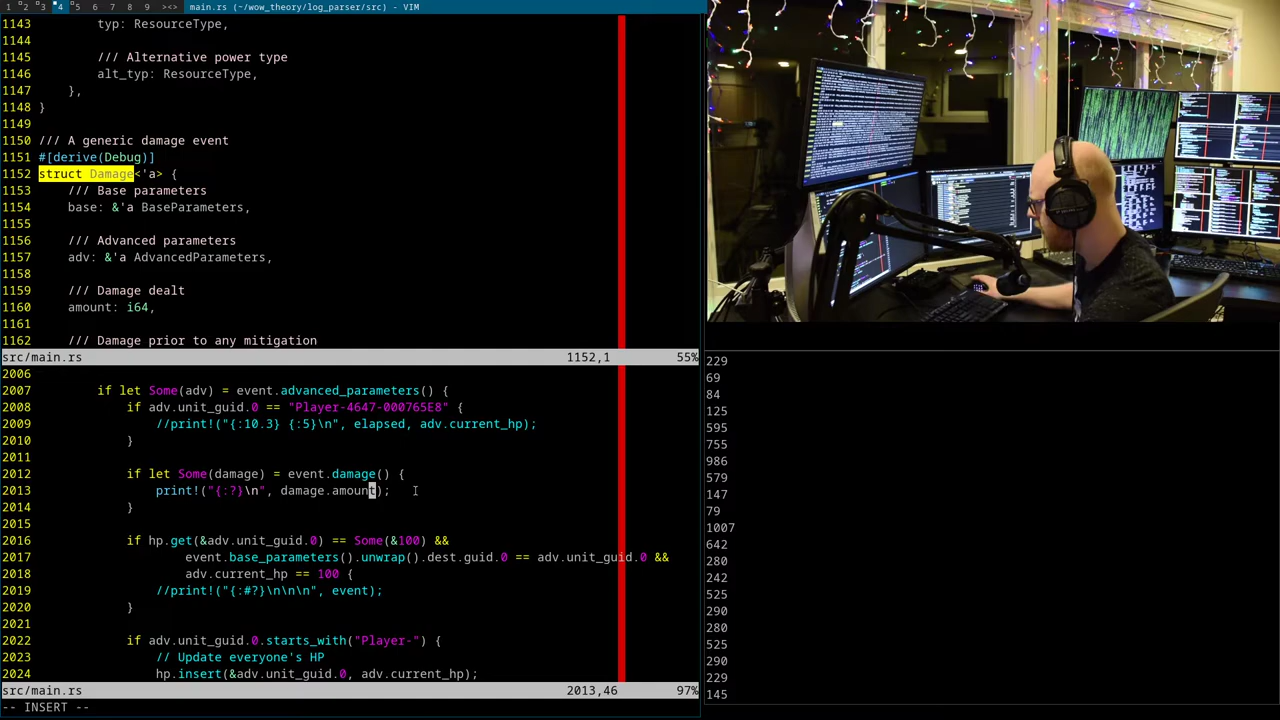 1 2 3 4 5 6 7 8 9 ><> main.rs (~/wow_theory/log_parser/src) - VIM
1143         typ: ResourceType,
1144
1145         /// Alternative power type
1146         alt_typ: ResourceType,
1147     },
1148 }
1149
1150 /// A generic damage event
1151 #[derive(Debug)]
1152 struct Damage<'a> {
1153     /// Base parameters
1154     base: &'a BaseParameters,
1155
1156     /// Advanced parameters
1157     adv: &'a AdvancedParameters,
1158
1159     /// Damage dealt
1160     amount: i64,
1161
1162     /// Damage prior to any mitigation
src/main.rs 1152,1 55%
2006
2007         if let Some(adv) = event.advanced_parameters() {
2008             if adv.unit_guid.0 == "Player-4647-000765E8" {
2009                 //print!("{:10.3} {:5}\n", elapsed, adv.current_hp);
2010             }
2011
2012             if let Some(damage) = event.damage() {
2013                 print!("{:?}\n", damage.amount);
2014             }
2015
2016             if hp.get(&adv.unit_guid.0) == Some(&100) &&
2017                     event.base_parameters().unwrap().dest.guid.0 == adv.unit_guid.0 &&
2018                     adv.current_hp == 100 {
2019                 //print!("{:#?}\n\n\n", event);
2020             }
2021
2022             if adv.unit_guid.0.starts_with("Player-") {
2023                 // Update everyone's HP
2024                 hp.insert(&adv.unit_guid.0, adv.current_hp);
src/main.rs 2013,46 97%
-- INSERT --
229
69
84
125
595
755
986
579
147
79
1007
642
280
242
525
290
280
525
290
229
145